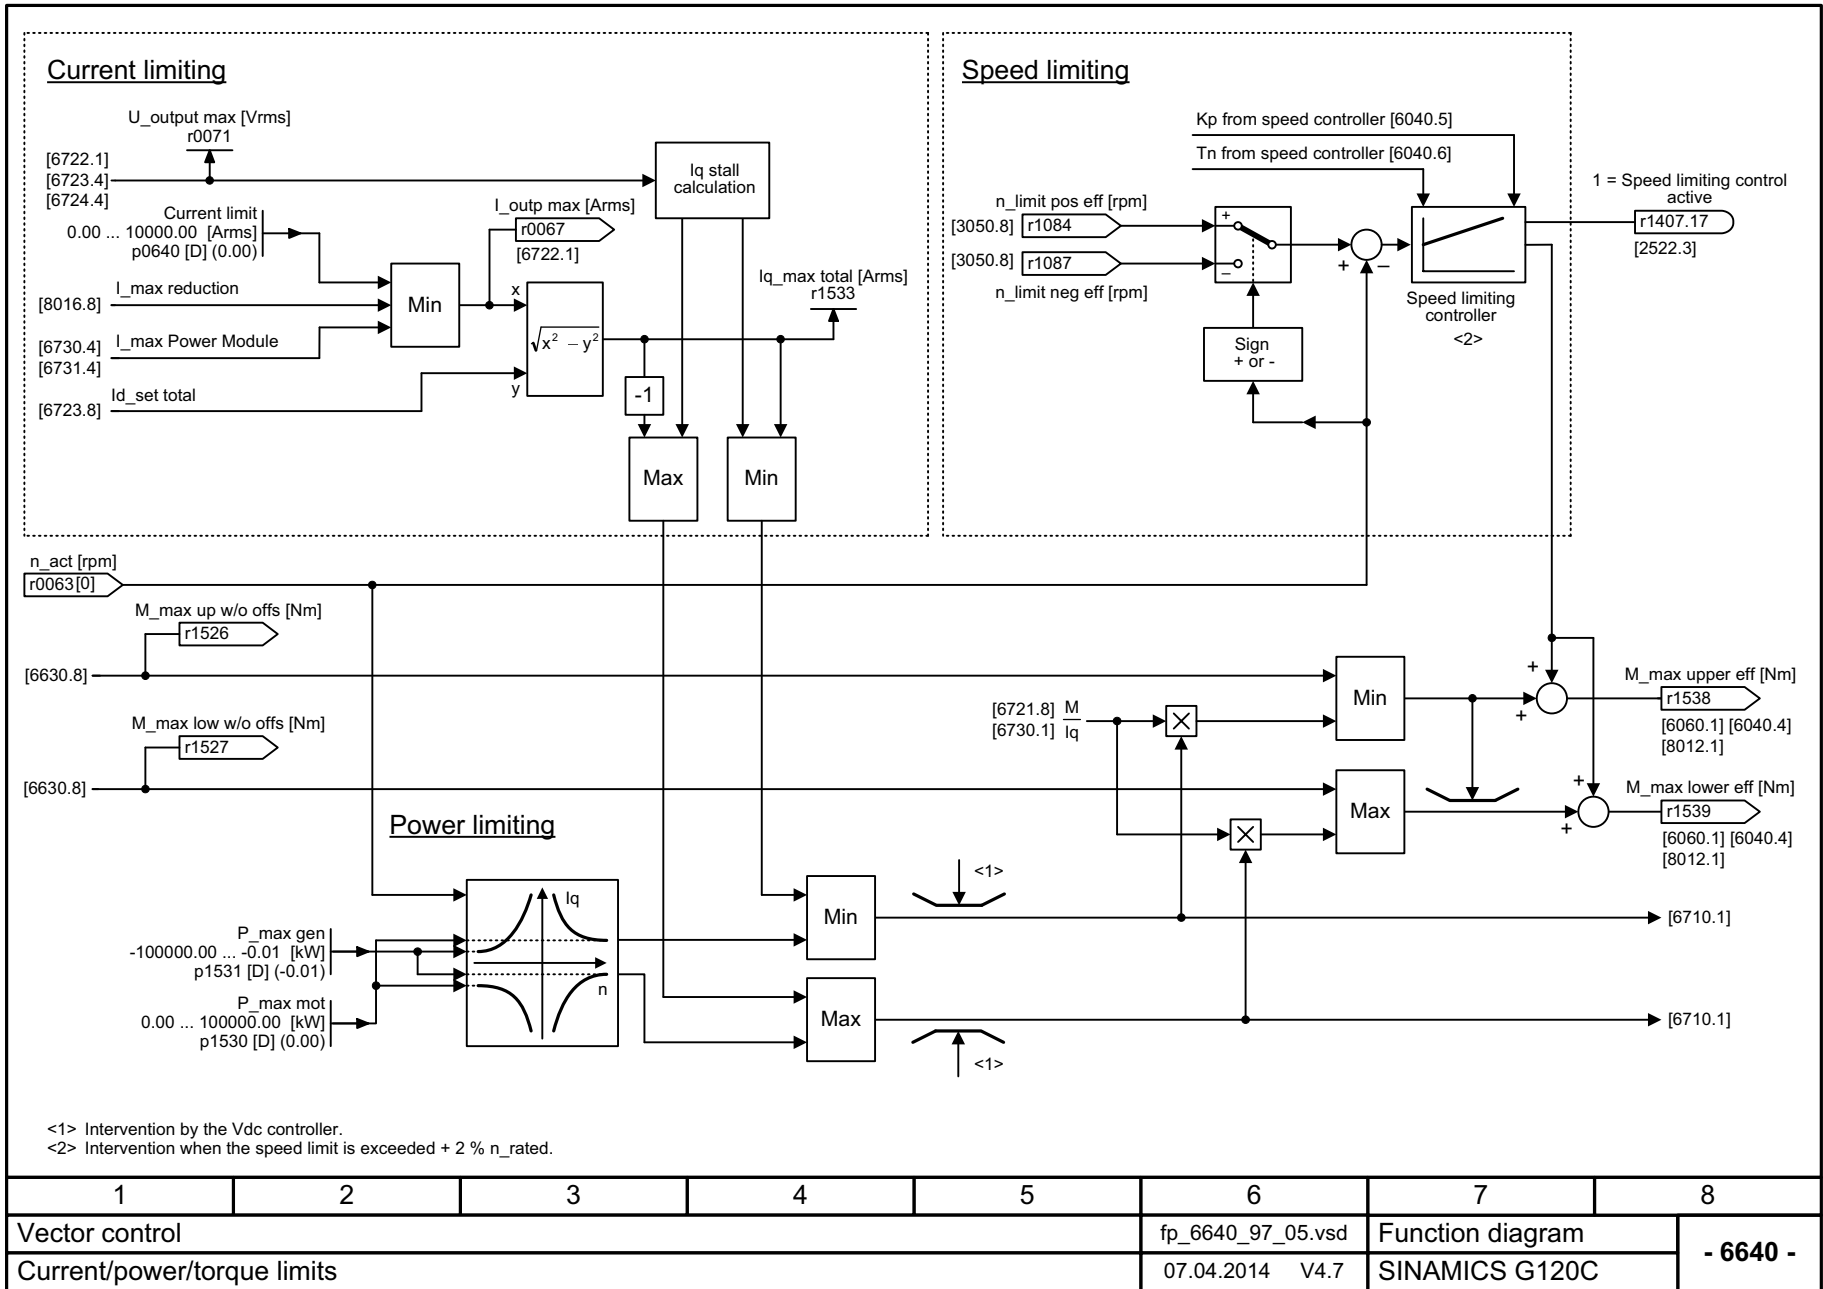 Current limiting
U_output max [Vrms]
r0071
[6722.1]
[6723.4]
[6724.4]
Iq stall
calculation
Current limit
0.00 ... 10000.00 [Arms]
p0640 [D] (0.00)
I_outp max [Arms]
r0067
[6722.1]
I_max reduction
[8016.8]
Min
x
y
√x² – y²
Iq_max total [Arms]
r1533
I_max Power Module
[6730.4]
[6731.4]
Id_set total
[6723.8]
-1
Max
Min
Speed limiting
Kp from speed controller [6040.5]
Tn from speed controller [6040.6]
n_limit pos eff [rpm]
[3050.8] r1084
[3050.8] r1087
n_limit neg eff [rpm]
+
–
+
–
Sign
+ or -
Speed limiting
controller
<2>
1 = Speed limiting control
active
r1407.17
[2522.3]
n_act [rpm]
r0063[0]
M_max up w/o offs [Nm]
r1526
[6630.8]
M_max low w/o offs [Nm]
r1527
[6630.8]
[6721.8] M
[6730.1] Iq
×
×
Min
Max
+
+
+
+
M_max upper eff [Nm]
r1538
[6060.1] [6040.4]
[8012.1]
M_max lower eff [Nm]
r1539
[6060.1] [6040.4]
[8012.1]
Power limiting
Iq
n
P_max gen
-100000.00 ... -0.01 [kW]
p1531 [D] (-0.01)
P_max mot
0.00 ... 100000.00 [kW]
p1530 [D] (0.00)
Min
Max
<1>
<1>
[6710.1]
[6710.1]
<1> Intervention by the Vdc controller.
<2> Intervention when the speed limit is exceeded + 2 % n_rated.
1 2 3 4 5 6 7 8
Vector control
fp_6640_97_05.vsd
Function diagram
- 6640 -
Current/power/torque limits
07.04.2014 V4.7
SINAMICS G120C